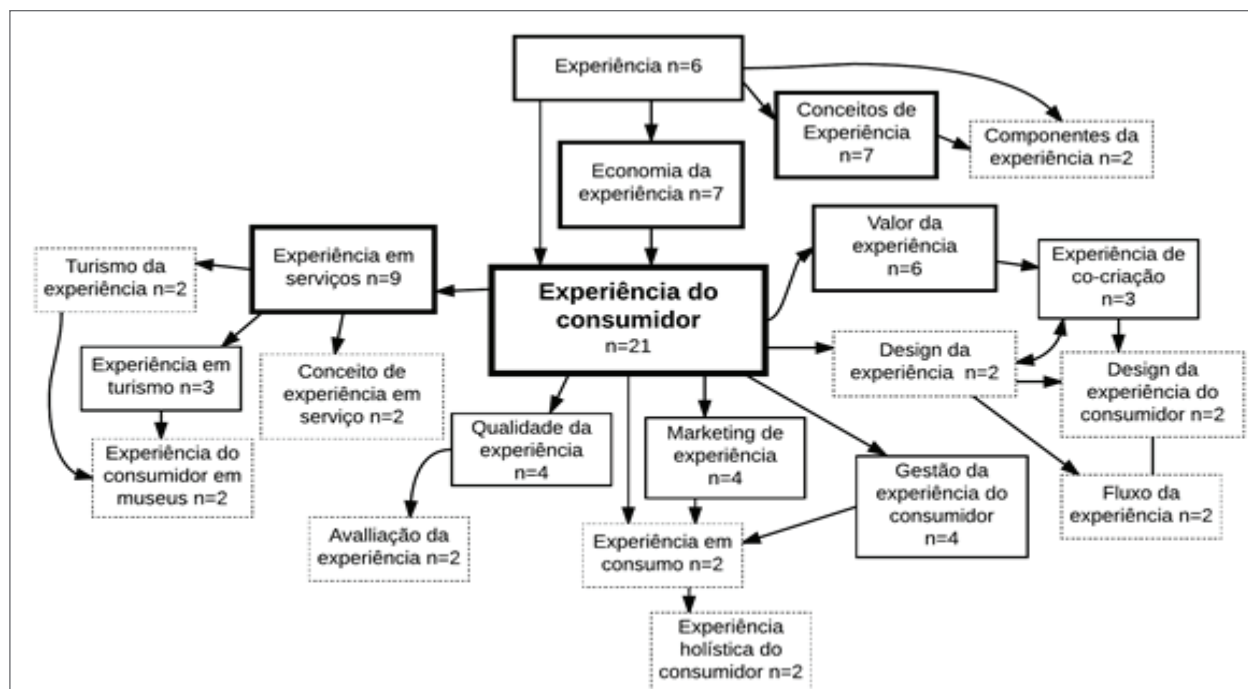 Experiência n=6
Conceitos de
Experiência
n=7
Componentes da
experiência n=2
Economia da
experiência
n=7
Valor da
experiência
n=6
Experiência em
serviços n=9
Turismo da
experiência n=2
Experiência de
co-criação
n=3
Experiência do
consumidor
n=21
Experiência em
turismo n=3
Conceito de
experiência em
serviço n=2
Design da
experiência n=2
Design da
experiência do
consumidor n=2
Qualidade da
experiência
n=4
Marketing de
experiência
n=4
Experiência do
consumidor em
museus n=2
Gestão da
experiência do
consumidor
n=4
Fluxo da
experiência n=2
Avalliação da
experiência n=2
Experiência em
consumo n=2
Experiência
holística do
consumidor n=2